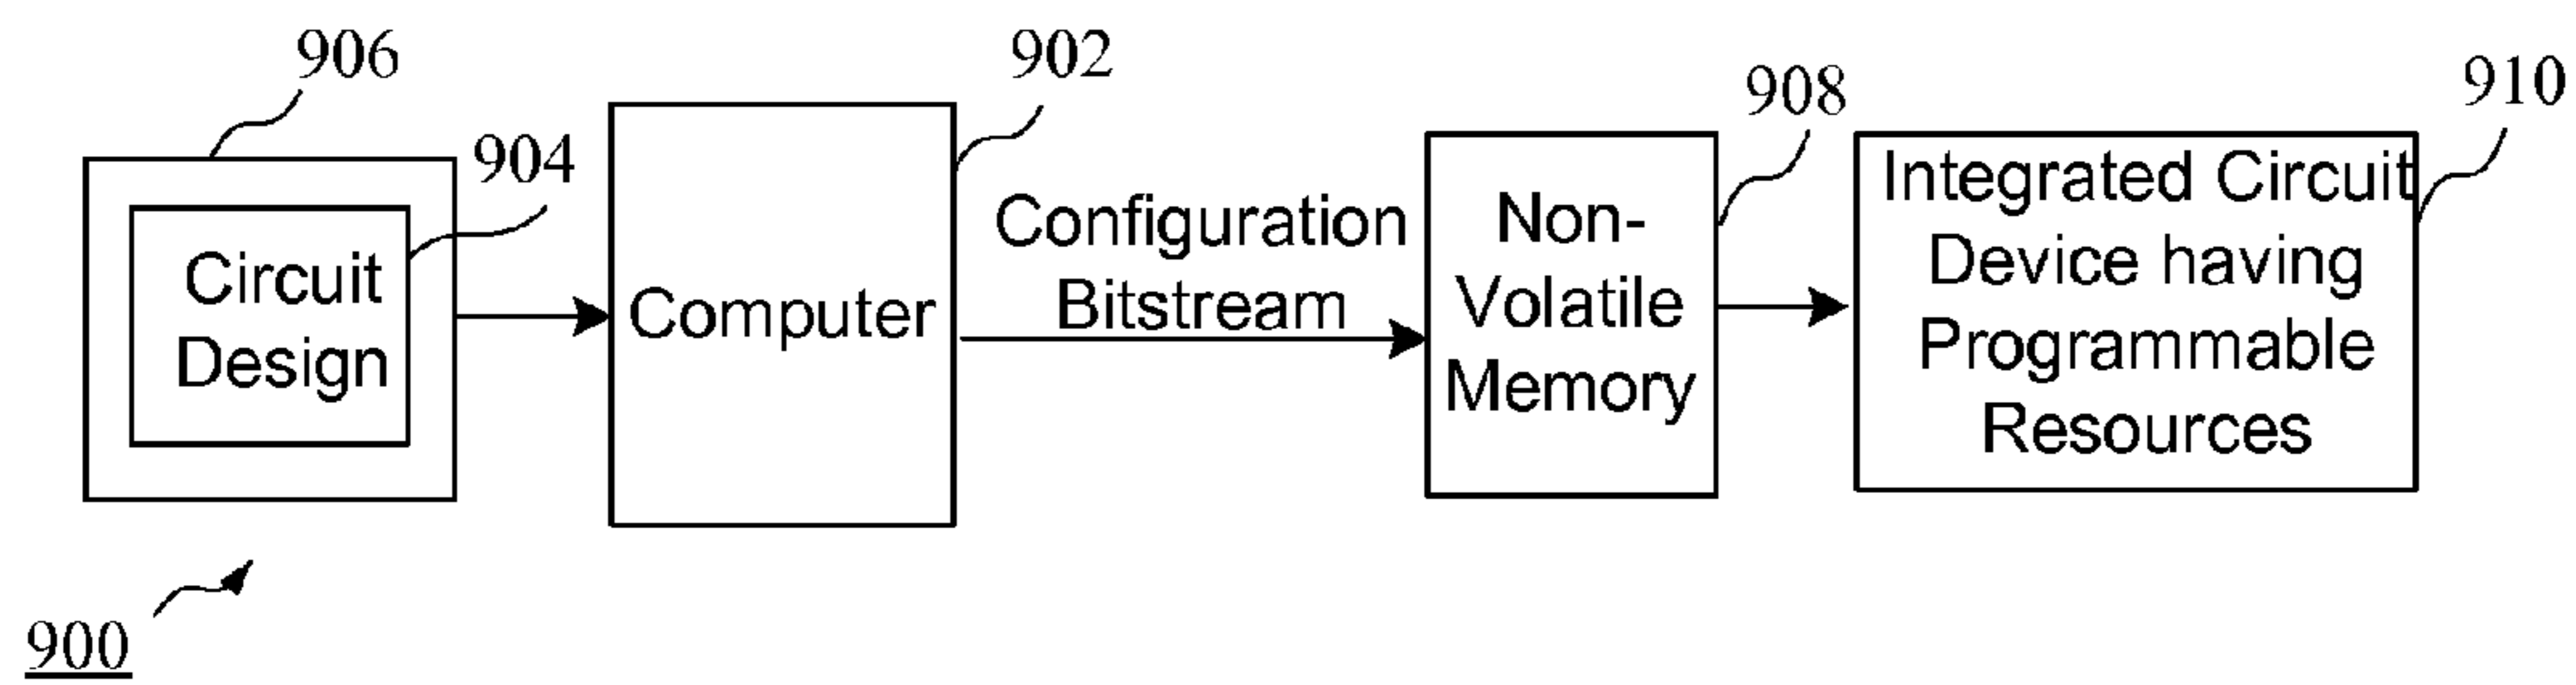 906
904
Circuit
Design
902
Computer
Configuration
Bitstream
908
Non-
Volatile
Memory
910
Integrated Circuit
Device having
Programmable
Resources
900